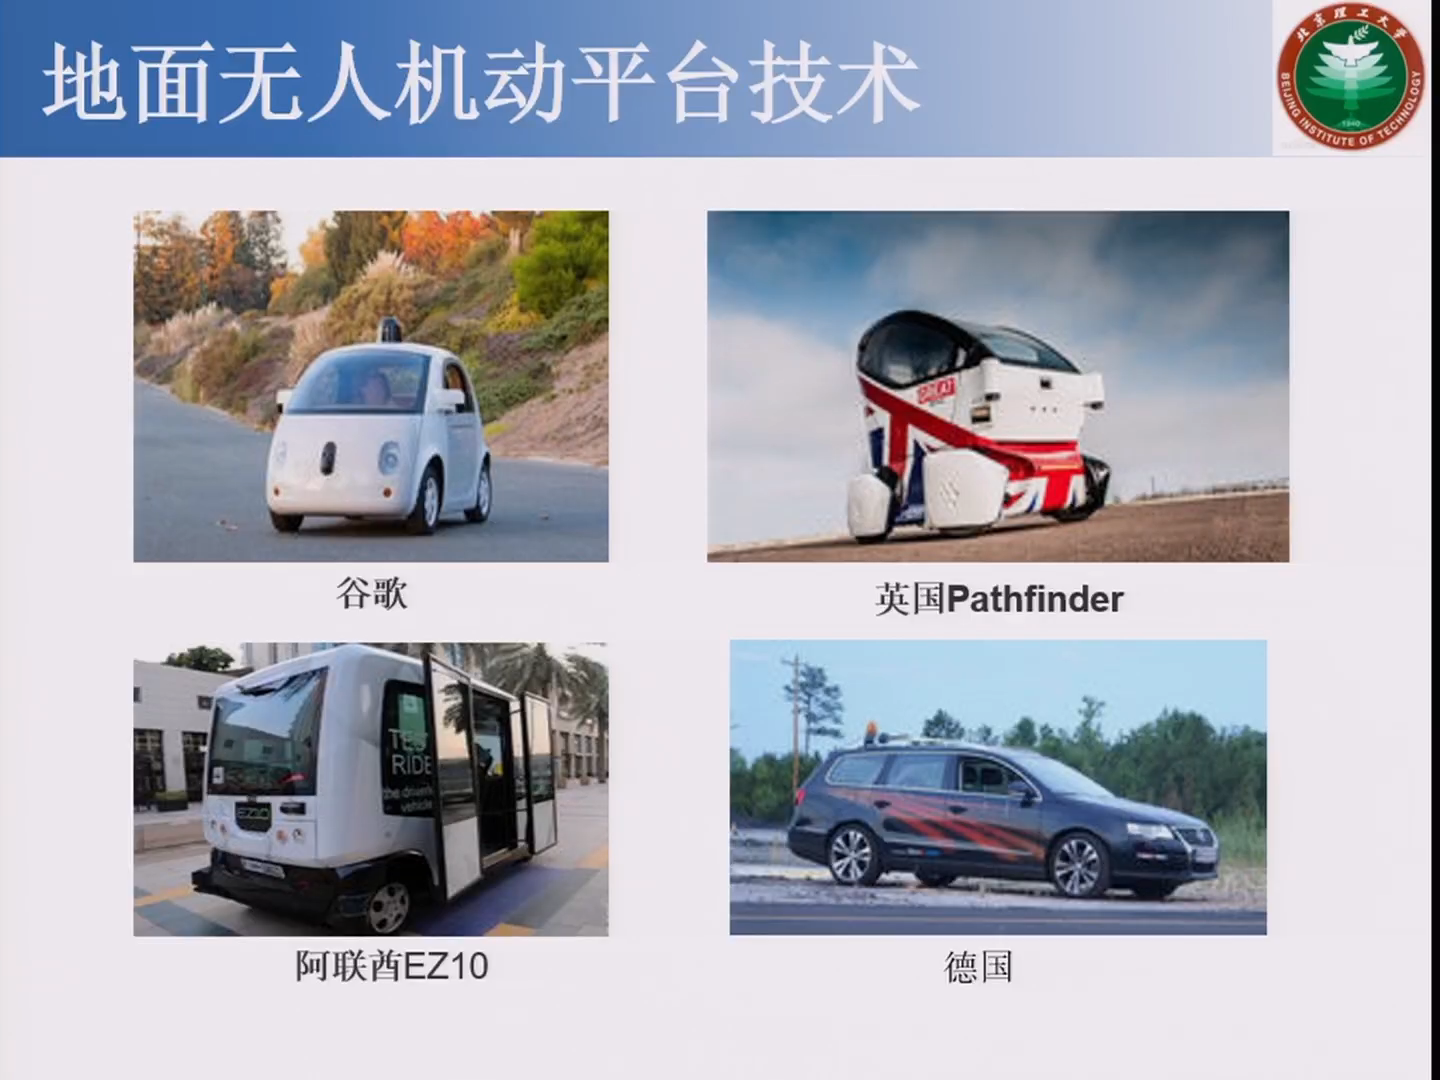 地面无人机动平台技术
北京理工大学
BEIJING INSTITUTE OF TECHNOLOGY
1940
GREAT
谷歌
英国Pathfinder
TEST
RIDE
the driverless
vehicle
EZ10
阿联酋EZ10
德国